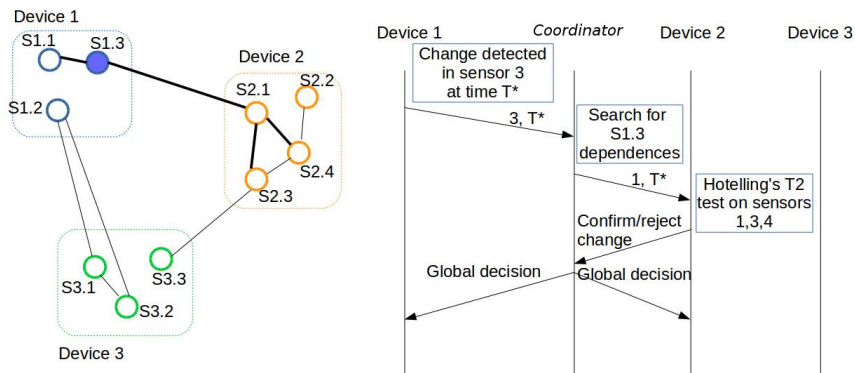 Device 1
S1.1
S1.3
S1.2
Device 2
S2.2
S2.1
S2.4
S2.3
S3.3
S3.1
S3.2
Device 3
Device 1
Coordinator
Device 2
Device 3
Change detected
in sensor 3
at time T*
3, T*
Search for
S1.3
dependences
1, T*
Hotelling's T2
test on sensors
1,3,4
Confirm/reject
change
Global decision
Global decision